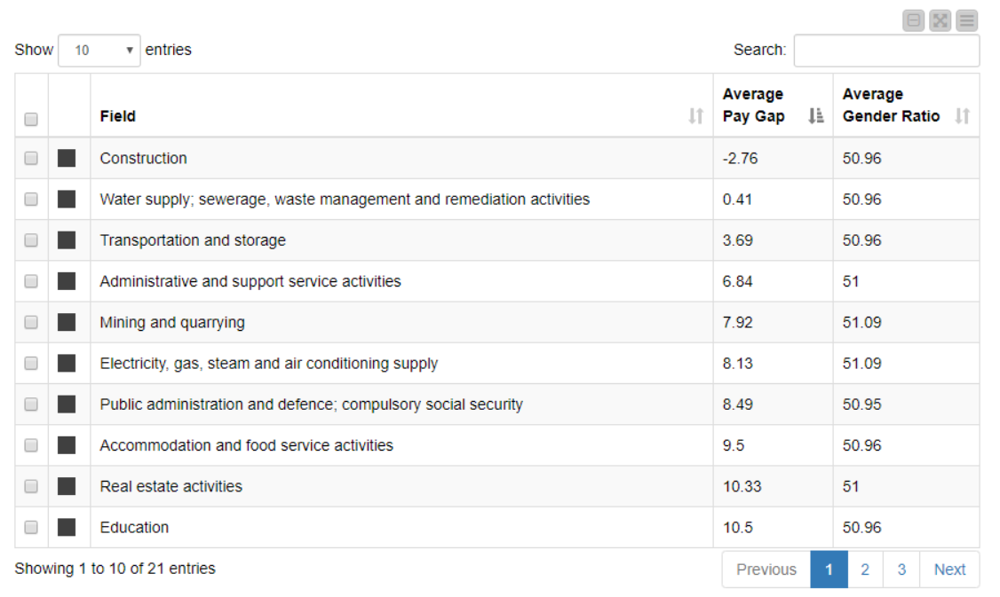 Show 10 entries Search:
Field Average Pay Gap Average Gender Ratio
Construction -2.76 50.96
Water supply; sewerage, waste management and remediation activities 0.41 50.96
Transportation and storage 3.69 50.96
Administrative and support service activities 6.84 51
Mining and quarrying 7.92 51.09
Electricity, gas, steam and air conditioning supply 8.13 51.09
Public administration and defence; compulsory social security 8.49 50.95
Accommodation and food service activities 9.5 50.96
Real estate activities 10.33 51
Education 10.5 50.96
Showing 1 to 10 of 21 entries Previous 1 2 3 Next